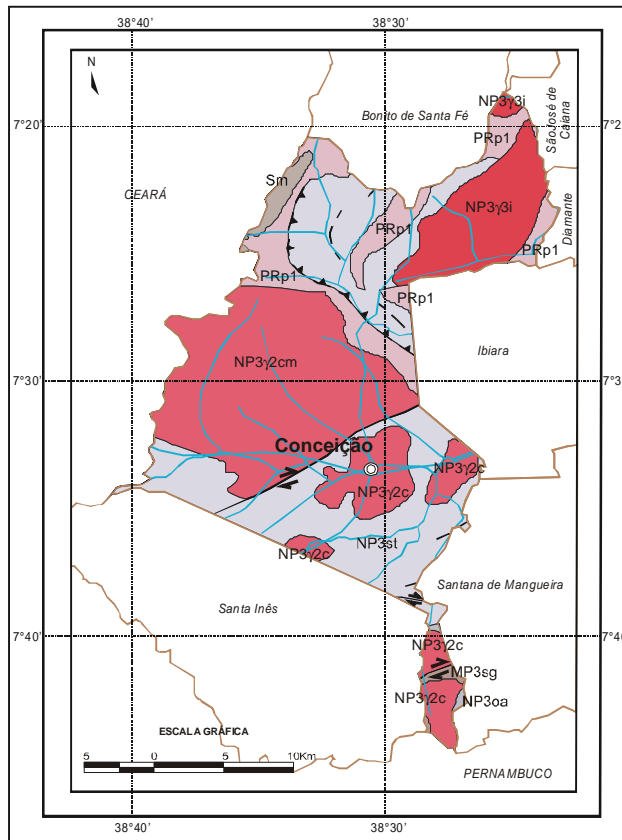 38°40' 38°30'
N
NP3γ3i
Bonito de Santa Fé
São José de
Caiana
7°20'
PRp1
Sm
CEARÁ
NP3γ3i
PRp1
Diamante
PRp1
PRp1
PRp1
Ibiara
NP3γ2cm
7°30' 7°3
Conceição
NP3γ2c
NP3γ2c
NP3st
NP3γ2c
Santana de Mangueira
Santa Inês
7°40' 7°40
NP3γ2c
MP3sg
NP3γ2c NP3oa
ESCALA GRÁFICA
5 0 5 10Km
PERNAMBUCO
38°40' 38°30'